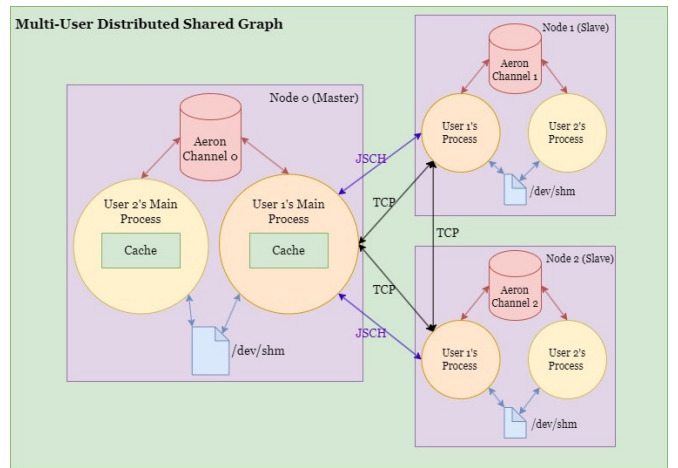 Multi-User Distributed Shared Graph
Node 0 (Master)
Aeron
Channel 0
User 2's Main
Process
Cache
User 1's Main
Process
Cache
/dev/shm
JSCH
TCP
TCP
TCP
JSCH
Node 1 (Slave)
Aeron
Channel 1
User 1's
Process
User 2's
Process
/dev/shm
Node 2 (Slave)
Aeron
Channel 2
User 1's
Process
User 2's
Process
/dev/shm